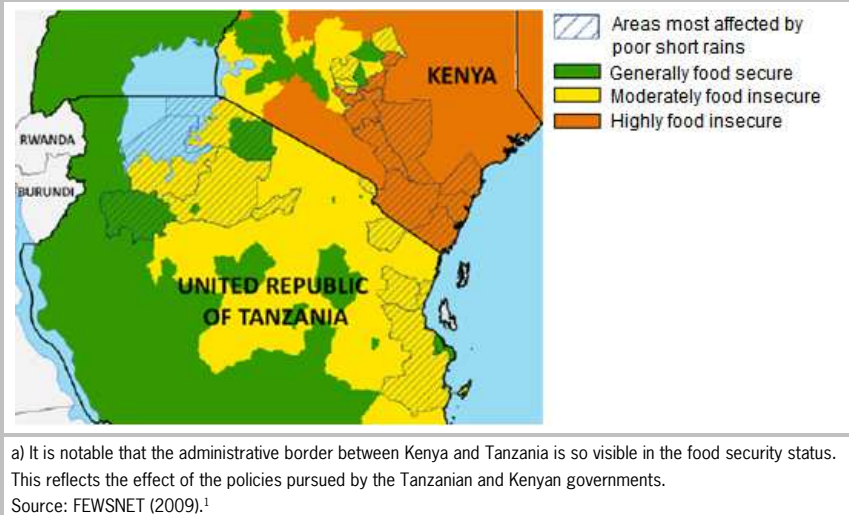 Areas most affected by
poor short rains
Generally food secure
Moderately food insecure
Highly food insecure
KENYA
RWANDA
BURUNDI
UNITED REPUBLIC
OF TANZANIA
a) It is notable that the administrative border between Kenya and Tanzania is so visible in the food security status.
This reflects the effect of the policies pursued by the Tanzanian and Kenyan governments.
Source: FEWSNET (2009).¹